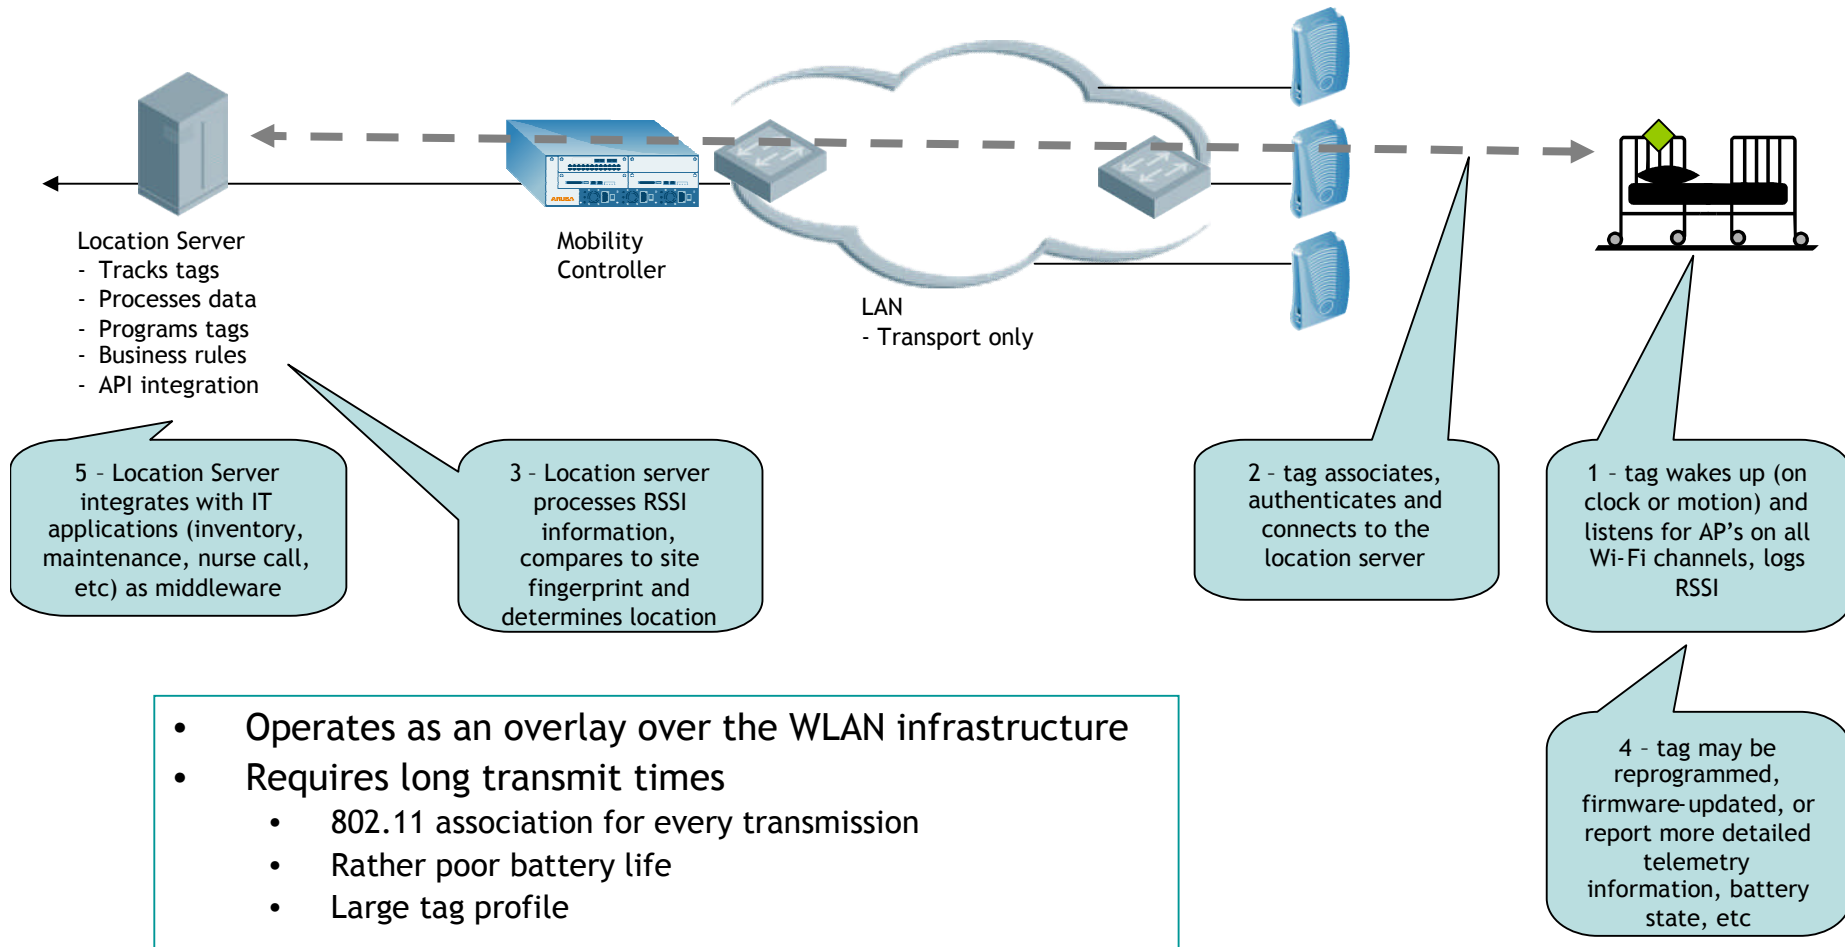 ARUBA
Location Server
- Tracks tags
- Processes data
- Programs tags
- Business rules
- API integration
Mobility
Controller
LAN
- Transport only
5 – Location Server
integrates with IT
applications (inventory,
maintenance, nurse call,
etc) as middleware
3 – Location server
processes RSSI
information,
compares to site
fingerprint and
determines location
2 – tag associates,
authenticates and
connects to the
location server
1 – tag wakes up (on
clock or motion) and
listens for AP's on all
Wi-Fi channels, logs
RSSI
4 – tag may be
reprogrammed,
firmware-updated, or
report more detailed
telemetry
information, battery
state, etc
• Operates as an overlay over the WLAN infrastructure
• Requires long transmit times
• 802.11 association for every transmission
• Rather poor battery life
• Large tag profile